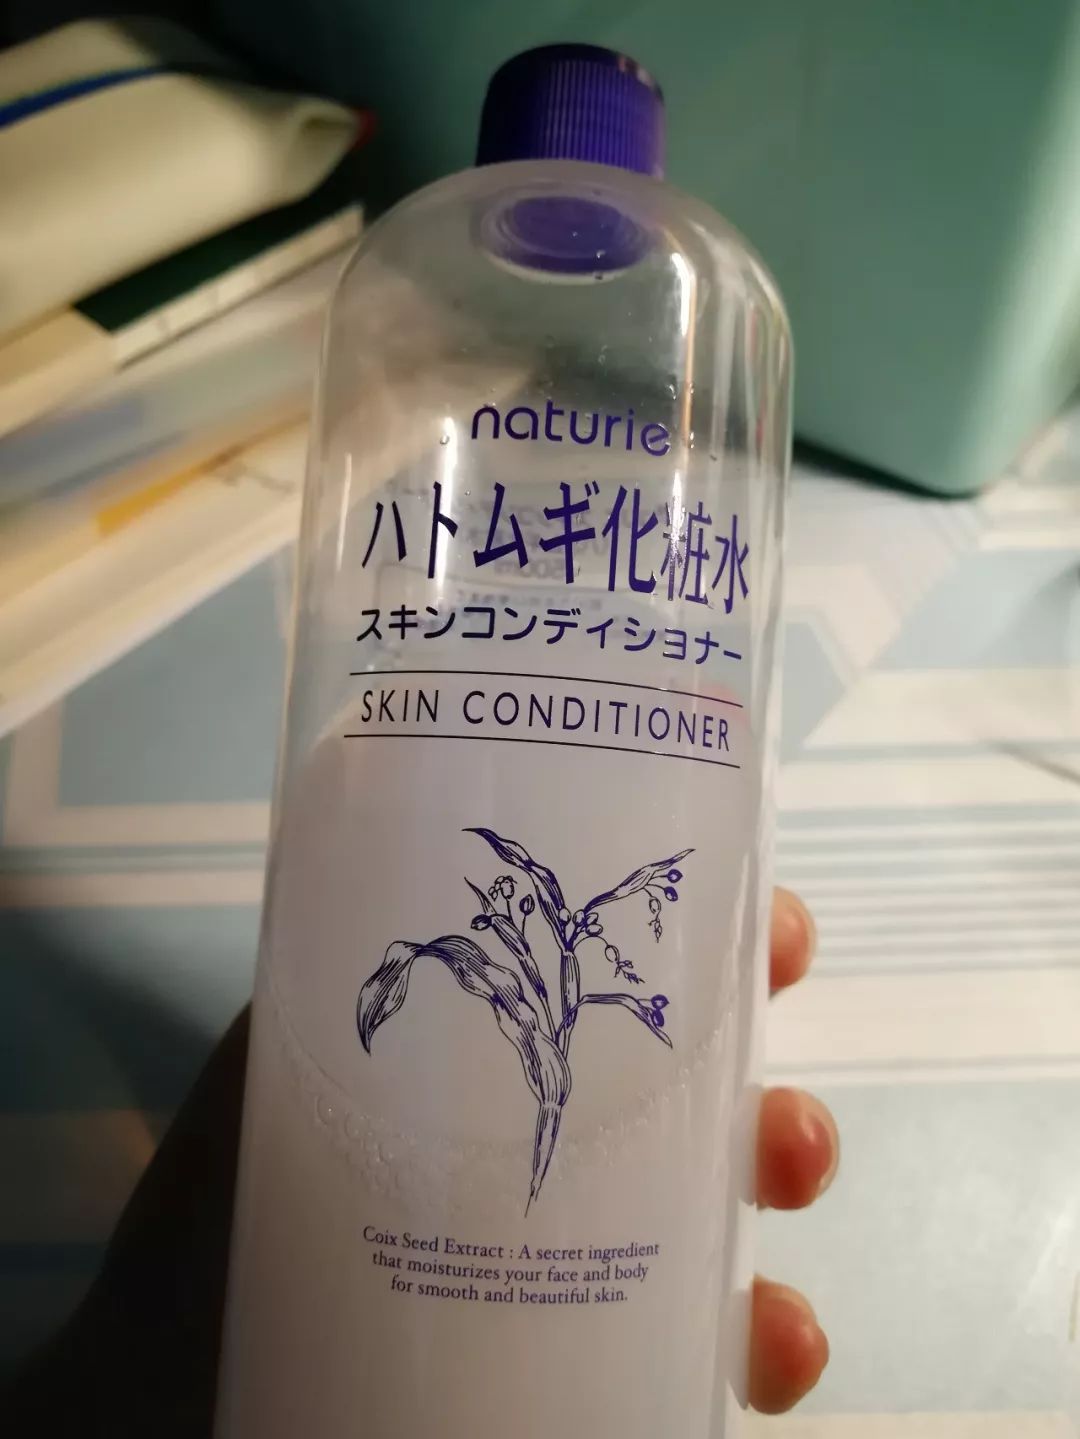 naturie
ハトムギ化粧水
スキンコンディショナー
SKIN CONDITIONER
Coix Seed Extract : A secret ingredient
that moisturizes your face and body
for smooth and beautiful skin.